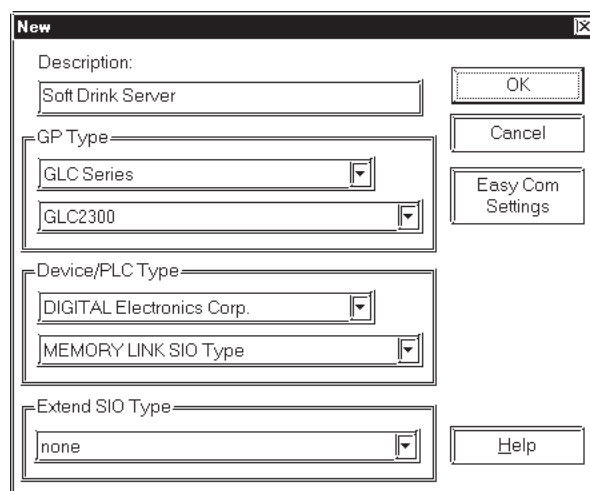 New
Description:
Soft Drink Server
OK
GP Type
Cancel
GLC Series
Easy Com
Settings
GLC2300
Device/PLC Type
DIGITAL Electronics Corp.
MEMORY LINK SIO Type
Extend SIO Type
none
Help